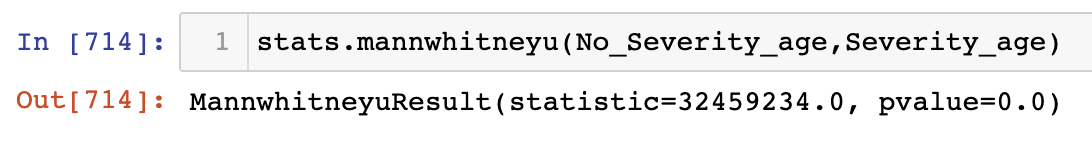 In [714]: 1 stats.mannwhitneyu(No_Severity_age,Severity_age)
Out[714]: MannwhitneyuResult(statistic=32459234.0, pvalue=0.0)